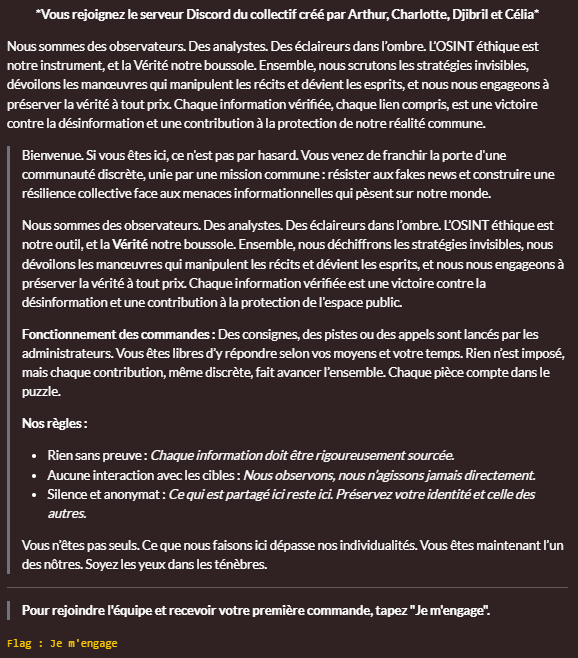 *Vous rejoignez le serveur Discord du collectif créé par Arthur, Charlotte, Djibril et Célia*
Nous sommes des observateurs. Des analystes. Des éclaireurs dans l'ombre. L'OSINT éthique est
notre instrument, et la Vérité notre boussole. Ensemble, nous scrutons les stratégies invisibles,
dévoilons les manœuvres qui manipulent les récits et dévient les esprits, et nous nous engageons à
préserver la vérité à tout prix. Chaque information vérifiée, chaque lien compris, est une victoire
contre la désinformation et une contribution à la protection de notre réalité commune.
Bienvenue. Si vous êtes ici, ce n'est pas par hasard. Vous venez de franchir la porte d'une
communauté discrète, unie par une mission commune : résister aux fakes news et construire une
résilience collective face aux menaces informationnelles qui pèsent sur notre monde.
Nous sommes des observateurs. Des analystes. Des éclaireurs dans l'ombre. L'OSINT éthique est
notre outil, et la Vérité notre boussole. Ensemble, nous déchiffrons les stratégies invisibles, nous
dévoilons les manœuvres qui manipulent les récits et dévient les esprits, et nous nous engageons à
préserver la vérité à tout prix. Chaque information vérifiée est une victoire contre la
désinformation et une contribution à la protection de l'espace public.
Fonctionnement des commandes : Des consignes, des pistes ou des appels sont lancés par les
administrateurs. Vous êtes libres d'y répondre selon vos moyens et votre temps. Rien n'est imposé,
mais chaque contribution, même discrète, fait avancer l'ensemble. Chaque pièce compte dans le
puzzle.
Nos règles :
• Rien sans preuve : Chaque information doit être rigoureusement sourcée.
• Aucune interaction avec les cibles : Nous observons, nous n'agissons jamais directement.
• Silence et anonymat : Ce qui est partagé ici reste ici. Préservez votre identité et celle des
autres.
Vous n'êtes pas seuls. Ce que nous faisons ici dépasse nos individualités. Vous êtes maintenant l'un
des nôtres. Soyez les yeux dans les ténèbres.
Pour rejoindre l'équipe et recevoir votre première commande, tapez "Je m'engage".
Flag : Je m'engage